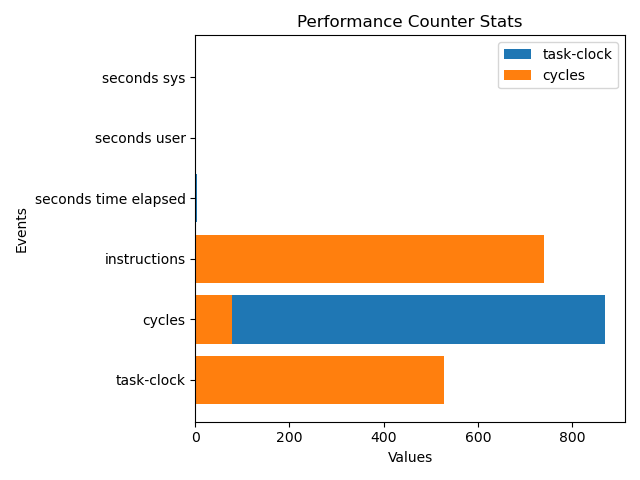 Performance Counter Stats
task-clock
cycles
seconds sys
seconds user
seconds time elapsed
instructions
cycles
task-clock
Events
0 200 400 600 800
Values